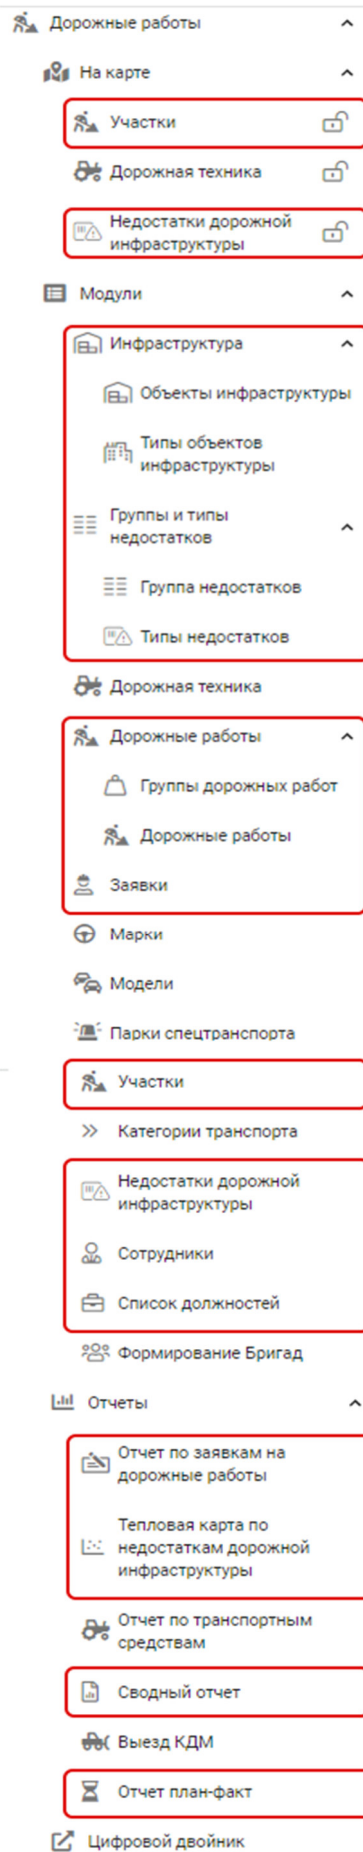 Дорожные работы
На карте
Участки
Дорожная техника
Недостатки дорожной
инфраструктуры
Модули
Инфраструктура
Объекты инфраструктуры
Типы объектов
инфраструктуры
Группы и типы
недостатков
Группа недостатков
Типы недостатков
Дорожная техника
Дорожные работы
Группы дорожных работ
Дорожные работы
Заявки
Марки
Модели
Парки спецтранспорта
Участки
Категории транспорта
Недостатки дорожной
инфраструктуры
Сотрудники
Список должностей
Формирование Бригад
Отчеты
Отчет по заявкам на
дорожные работы
Тепловая карта по
недостаткам дорожной
инфраструктуры
Отчет по транспортным
средствам
Сводный отчет
Выезд КДМ
Отчет план-факт
Цифровой двойник